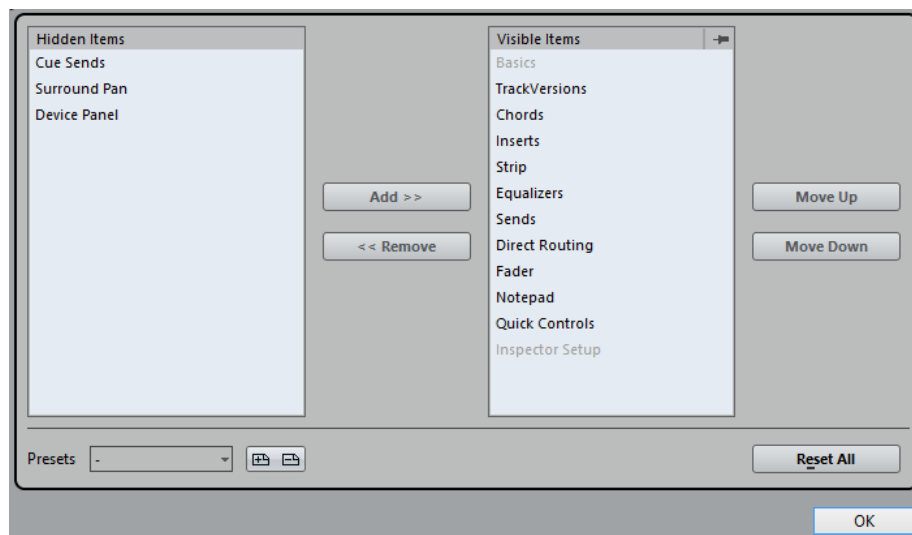 Hidden Items
Cue Sends
Surround Pan
Device Panel
Add >>
<< Remove
Visible Items
Basics
TrackVersions
Chords
Inserts
Strip
Equalizers
Sends
Direct Routing
Fader
Notepad
Quick Controls
Inspector Setup
Move Up
Move Down
Presets
-
Reset All
OK